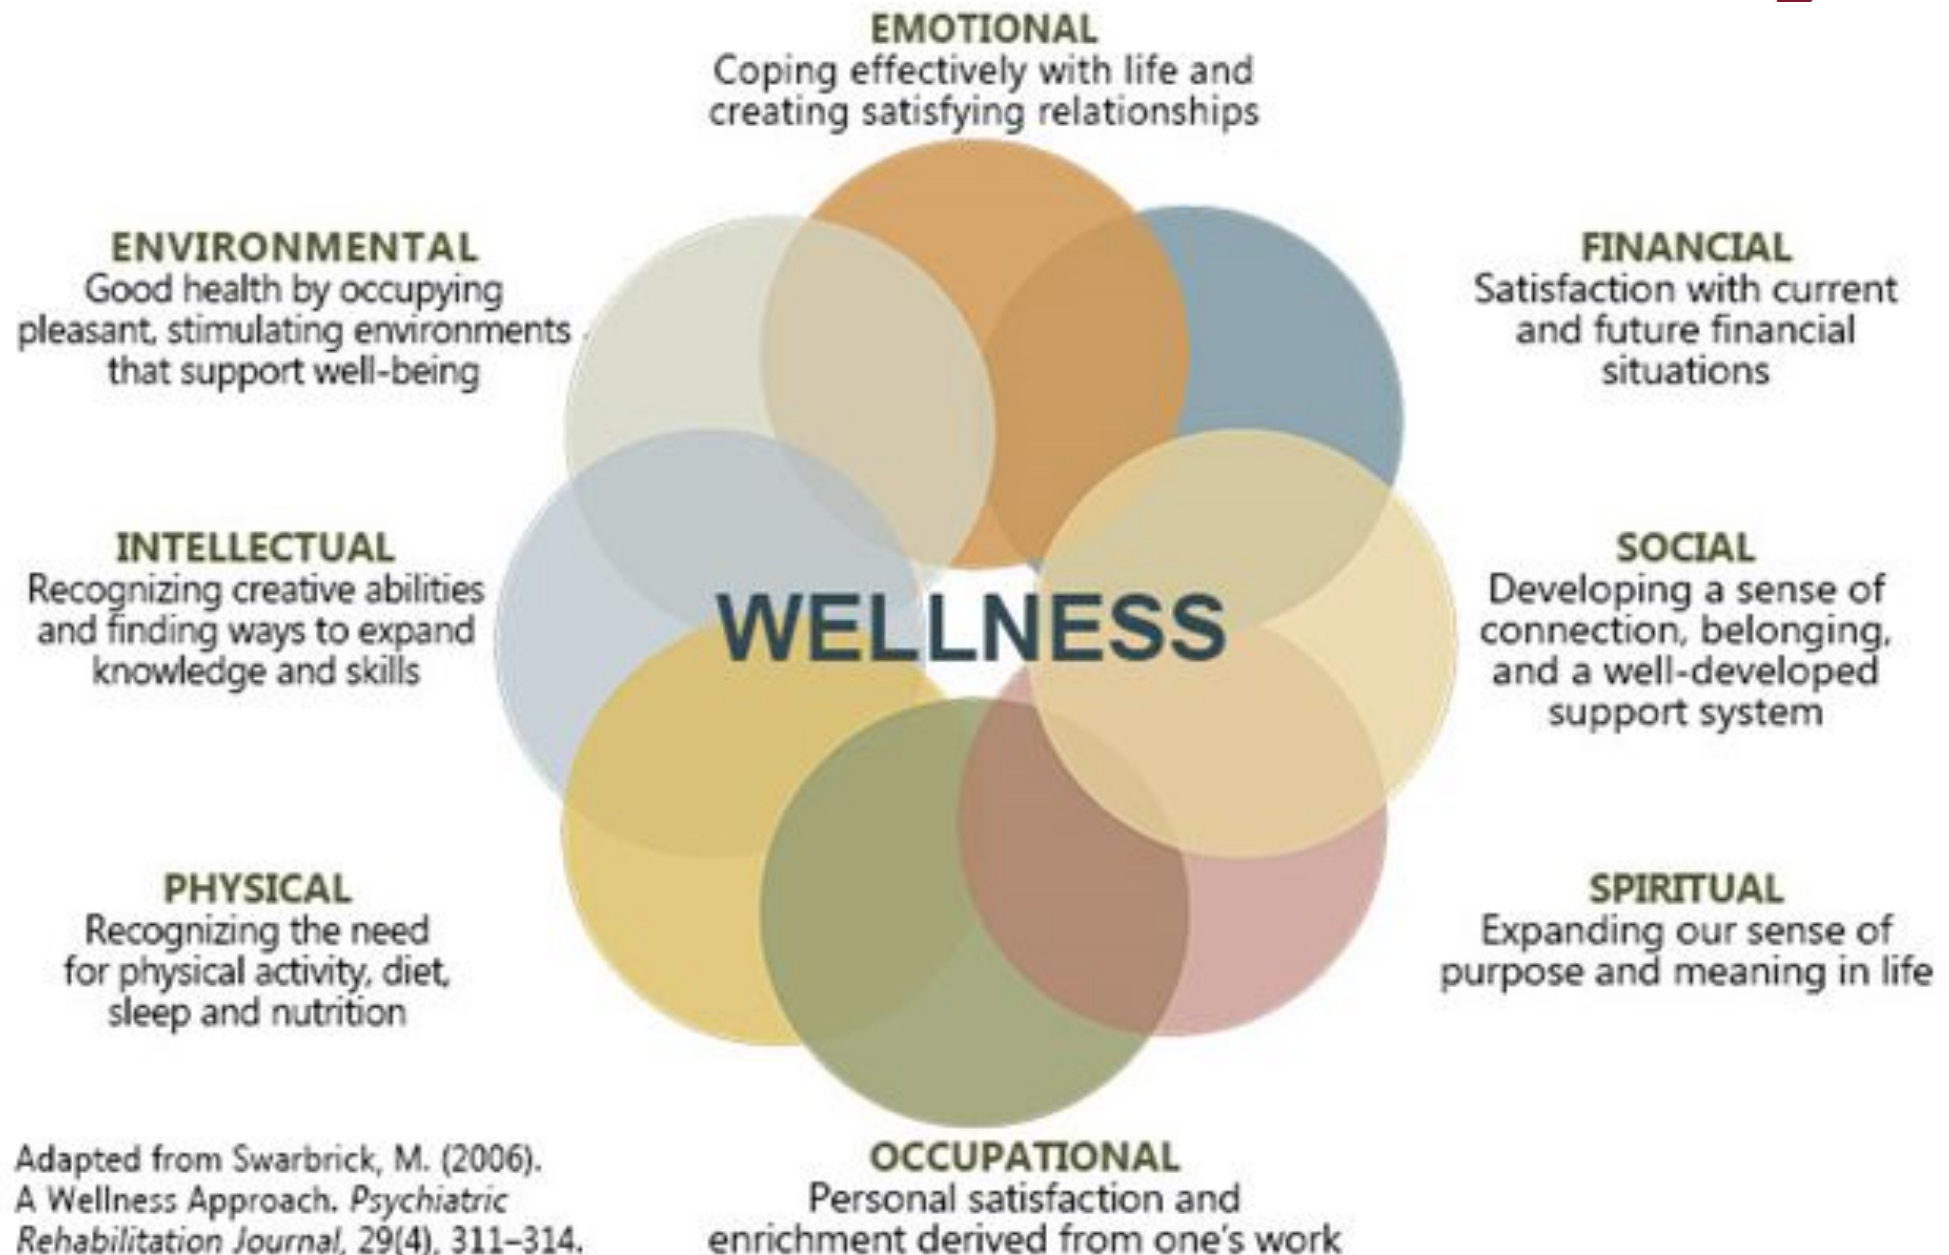 EMOTIONAL
Coping effectively with life and
creating satisfying relationships
ENVIRONMENTAL
Good health by occupying
pleasant, stimulating environments
that support well-being
FINANCIAL
Satisfaction with current
and future financial
situations
INTELLECTUAL
Recognizing creative abilities
and finding ways to expand
knowledge and skills
WELLNESS
SOCIAL
Developing a sense of
connection, belonging,
and a well-developed
support system
PHYSICAL
Recognizing the need
for physical activity, diet,
sleep and nutrition
SPIRITUAL
Expanding our sense of
purpose and meaning in life
OCCUPATIONAL
Personal satisfaction and
enrichment derived from one's work
Adapted from Swarbrick, M. (2006).
A Wellness Approach. Psychiatric
Rehabilitation Journal, 29(4), 311–314.